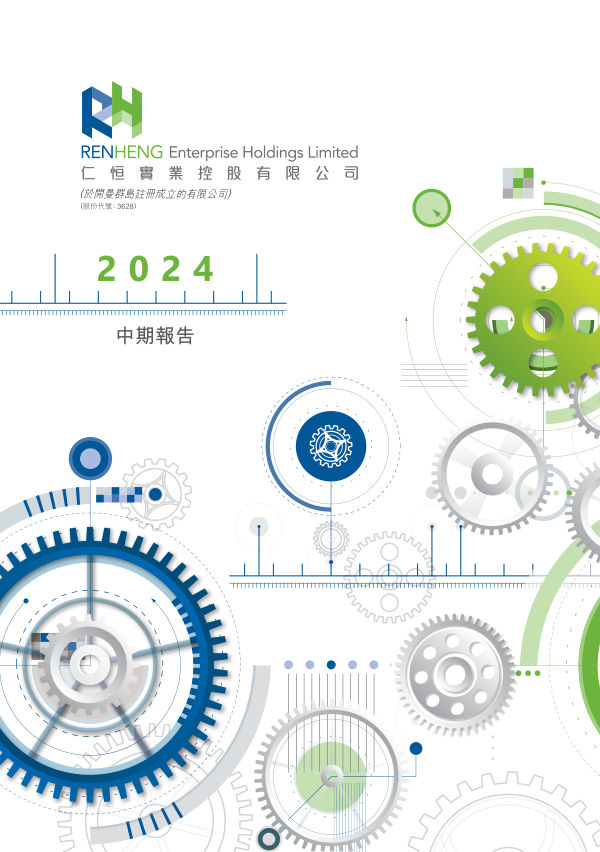 RH
RENHENG Enterprise Holdings Limited
仁恒實業控股有限公司
(於開曼群島註冊成立的有限公司)
(股份代號：3628)
2024
中期報告